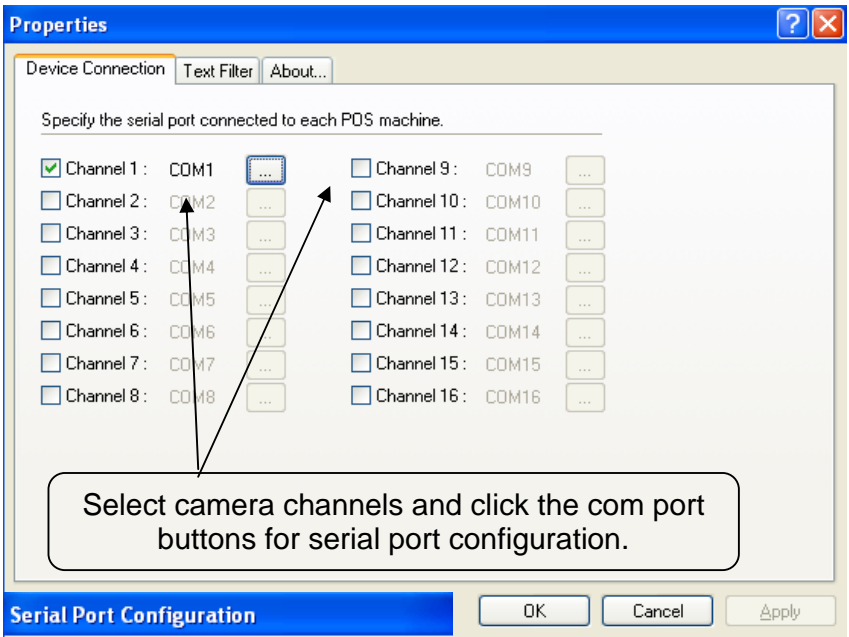 Properties
Device Connection Text Filter About...
Specify the serial port connected to each POS machine.
Channel 1 : COM1 ... Channel 9 : COM9 ...
Channel 2 : COM2 ... Channel 10 : COM10 ...
Channel 3 : COM3 ... Channel 11 : COM11 ...
Channel 4 : COM4 ... Channel 12 : COM12 ...
Channel 5 : COM5 ... Channel 13 : COM13 ...
Channel 6 : COM6 ... Channel 14 : COM14 ...
Channel 7 : COM7 ... Channel 15 : COM15 ...
Channel 8 : COM8 ... Channel 16 : COM16 ...
Select camera channels and click the com port
buttons for serial port configuration.
Serial Port Configuration OK Cancel Apply